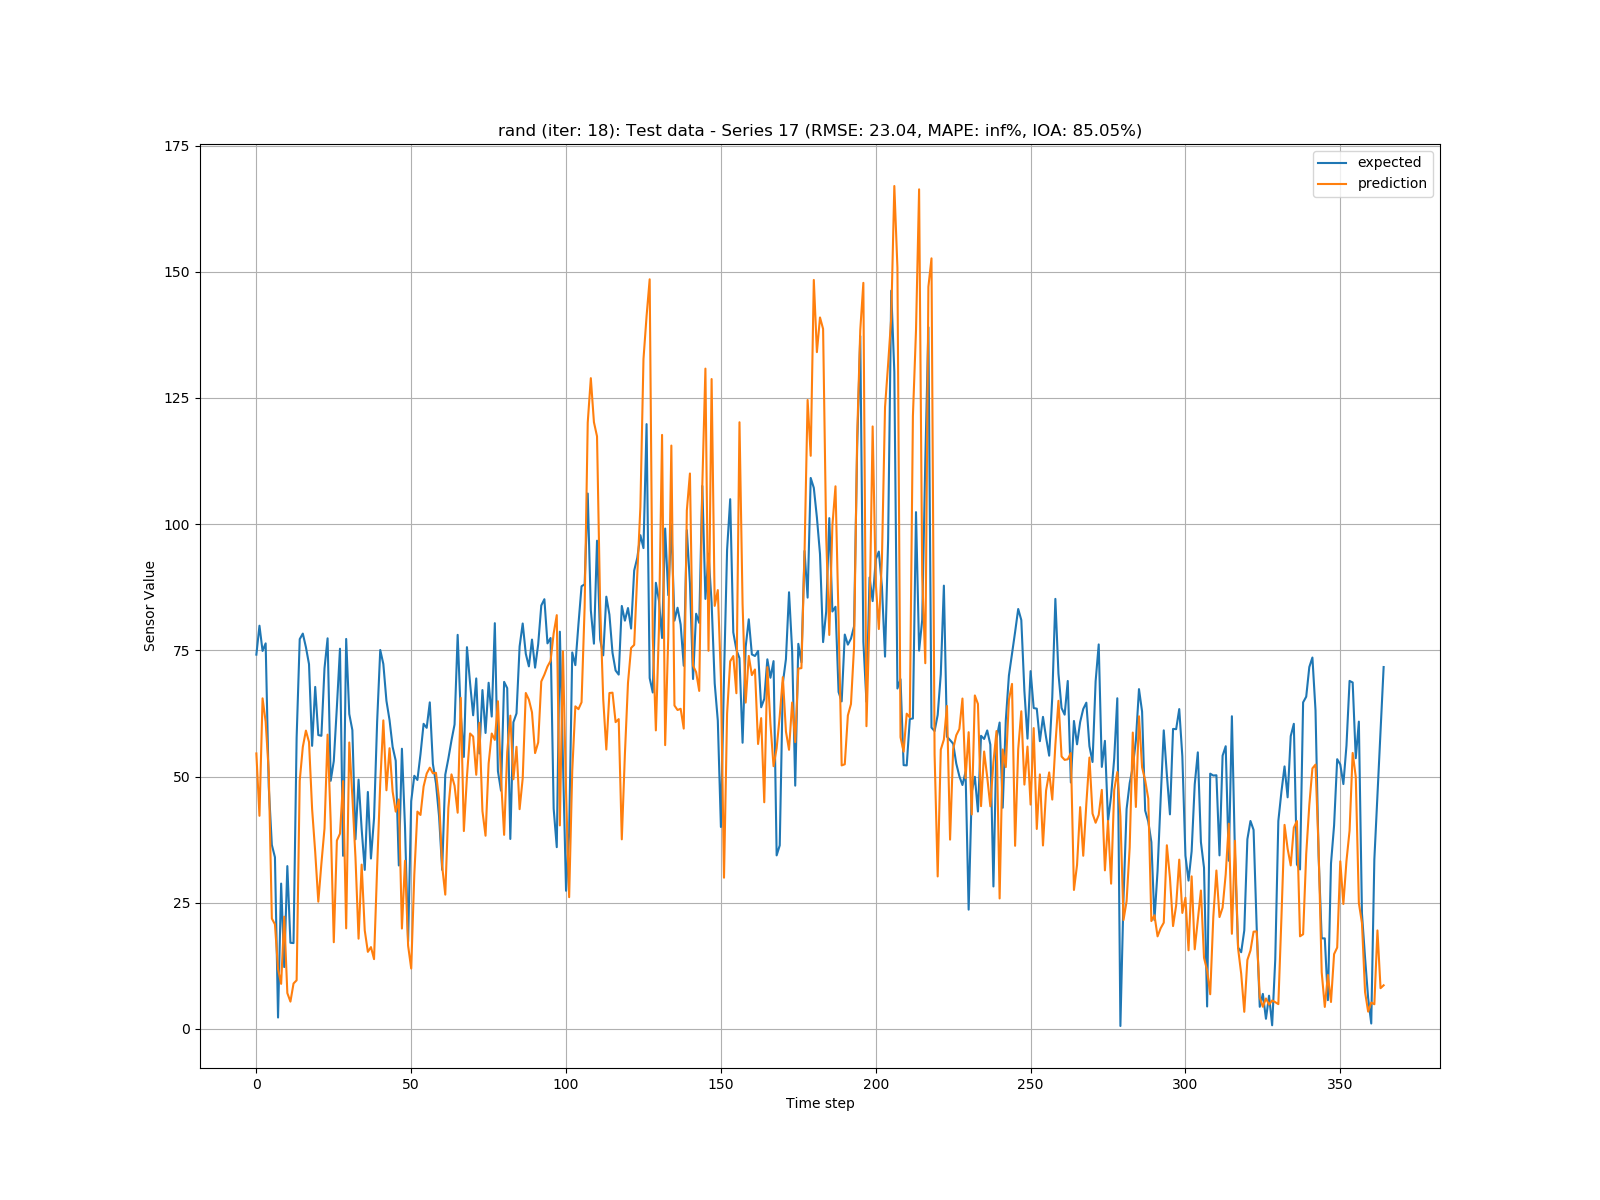 rand (iter: 18): Test data - Series 17 (RMSE: 23.04, MAPE: inf%, IOA: 85.05%)
expected
prediction
175
150
125
100
75
50
25
0
Sensor Value
0 50 100 150 200 250 300 350
Time step